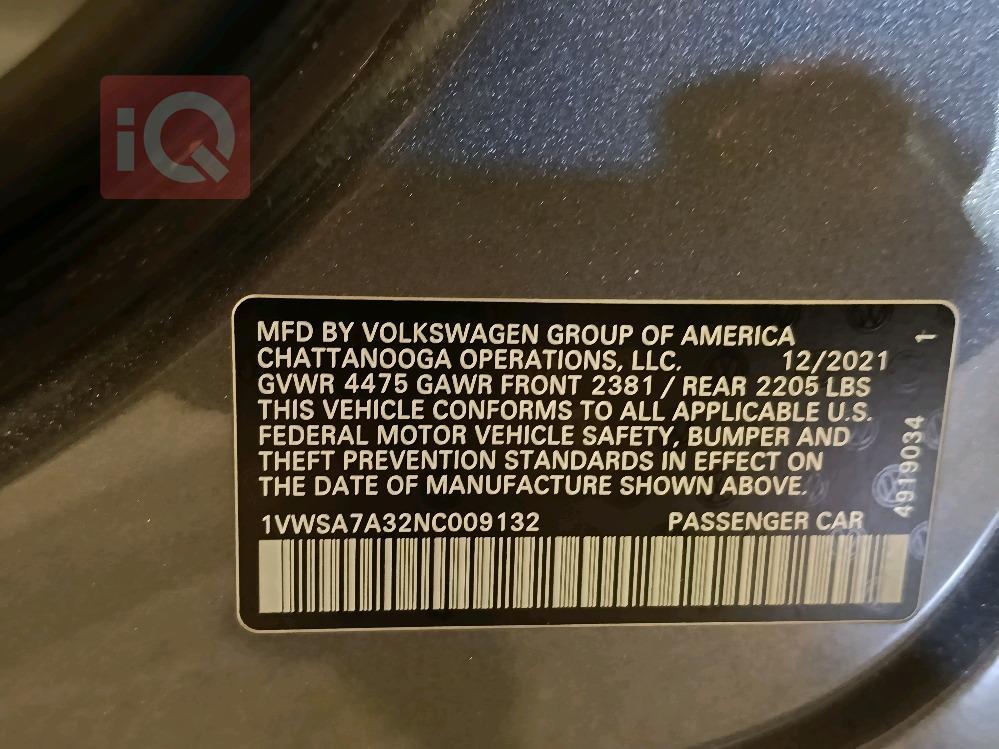 iQ
MFD BY VOLKSWAGEN GROUP OF AMERICA
CHATTANOOGA OPERATIONS, LLC. 12/2021
GVWR 4475 GAWR FRONT 2381 / REAR 2205 LBS
THIS VEHICLE CONFORMS TO ALL APPLICABLE U.S.
FEDERAL MOTOR VEHICLE SAFETY, BUMPER AND
THEFT PREVENTION STANDARDS IN EFFECT ON
THE DATE OF MANUFACTURE SHOWN ABOVE.
1VWSA7A32NC009132 PASSENGER CAR
4919034 1